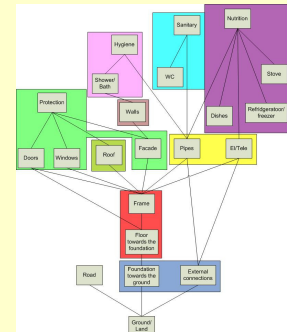 Sanitary
Nutrition
Hygiene
Stove
WC
Shower/
Bath
Dishes
Refridgerator/
freezer
Protection
Walls
Doors
Windows
Roof
Facade
Pipes
El/Tele
Frame
Floor
towards the
foundation
Road
Foundation
towards the
ground
External
connections
Ground/
Land